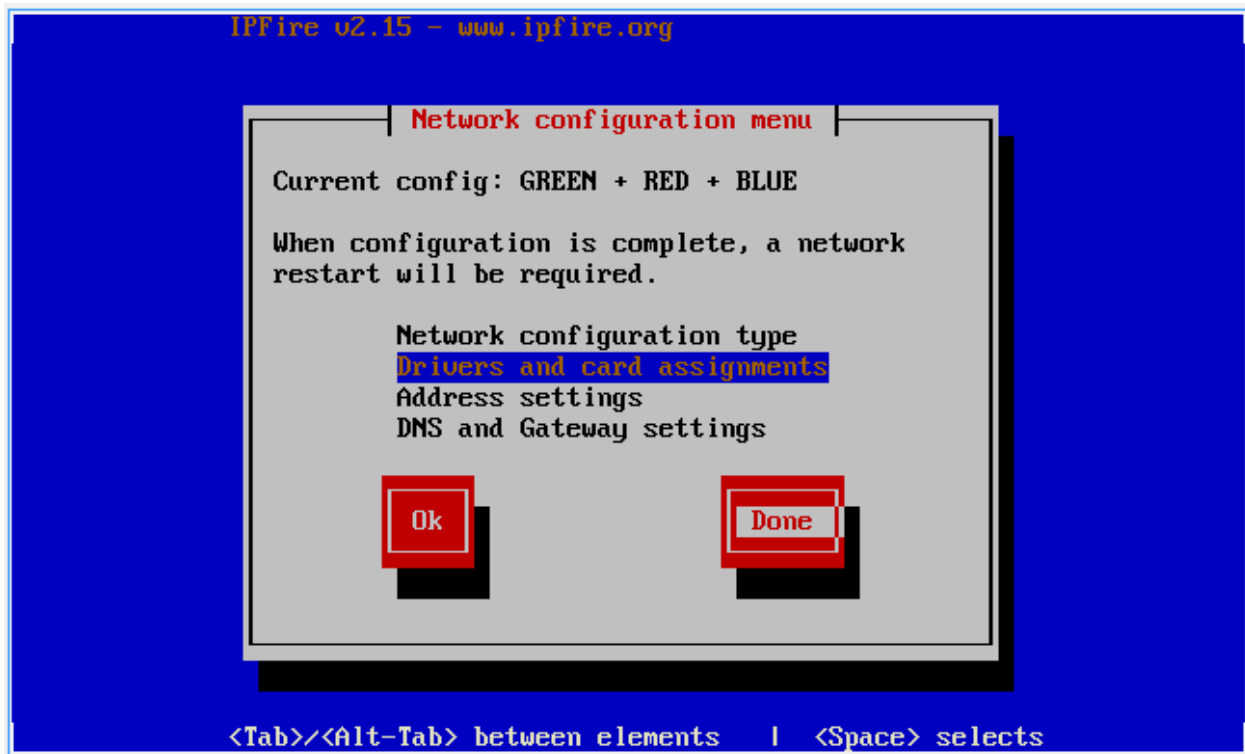 IPFire v2.15 - www.ipfire.org
Network configuration menu
Current config: GREEN + RED + BLUE
When configuration is complete, a network
restart will be required.
Network configuration type
Drivers and card assignments
Address settings
DNS and Gateway settings
Ok Done
<Tab>/<Alt-Tab> between elements | <Space> selects